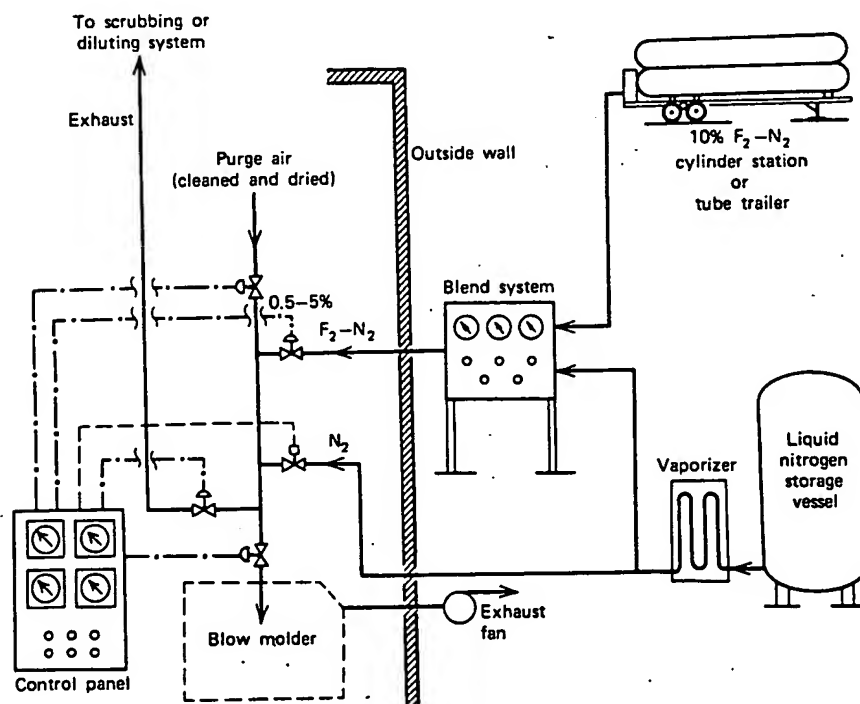 To scrubbing or
diluting system
Exhaust
Purge air
(cleaned and dried)
Outside wall
10% F₂–N₂
cylinder station
or
tube trailer
Blend system
0.5–5%
F₂–N₂
N₂
Vaporizer
Liquid
nitrogen
storage
vessel
Exhaust
fan
Blow molder
Control panel